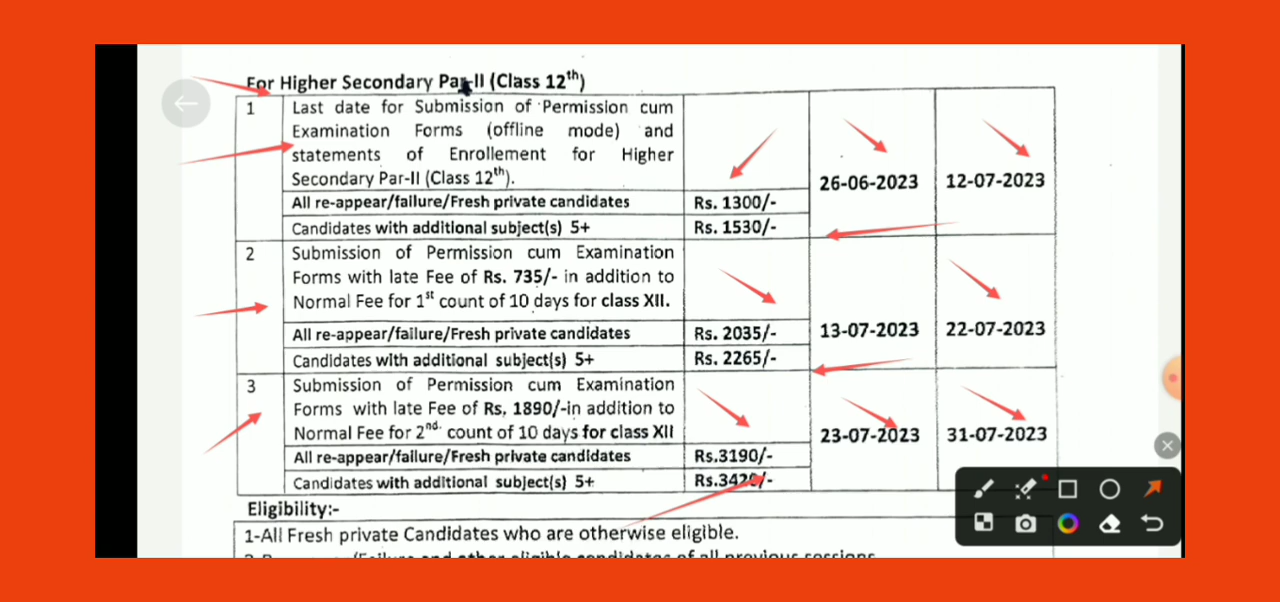 For Higher Secondary Par-II (Class 12th)
1 Last date for Submission of Permission cum
Examination Forms (offline mode) and
statements of Enrollement for Higher
Secondary Par-II (Class 12th).
26-06-2023 12-07-2023
All re-appear/failure/Fresh private candidates Rs. 1300/-
Candidates with additional subject(s) 5+ Rs. 1530/-
2 Submission of Permission cum Examination
Forms with late Fee of Rs. 735/- in addition to
Normal Fee for 1st count of 10 days for class XII.
All re-appear/failure/Fresh private candidates Rs. 2035/- 13-07-2023 22-07-2023
Candidates with additional subject(s) 5+ Rs. 2265/-
3 Submission of Permission cum Examination
Forms with late Fee of Rs. 1890/-in addition to
Normal Fee for 2nd. count of 10 days for class XII 23-07-2023 31-07-2023
All re-appear/failure/Fresh private candidates Rs.3190/-
Candidates with additional subject(s) 5+ Rs.3420/-
Eligibility:-
1-All Fresh private Candidates who are otherwise eligible.